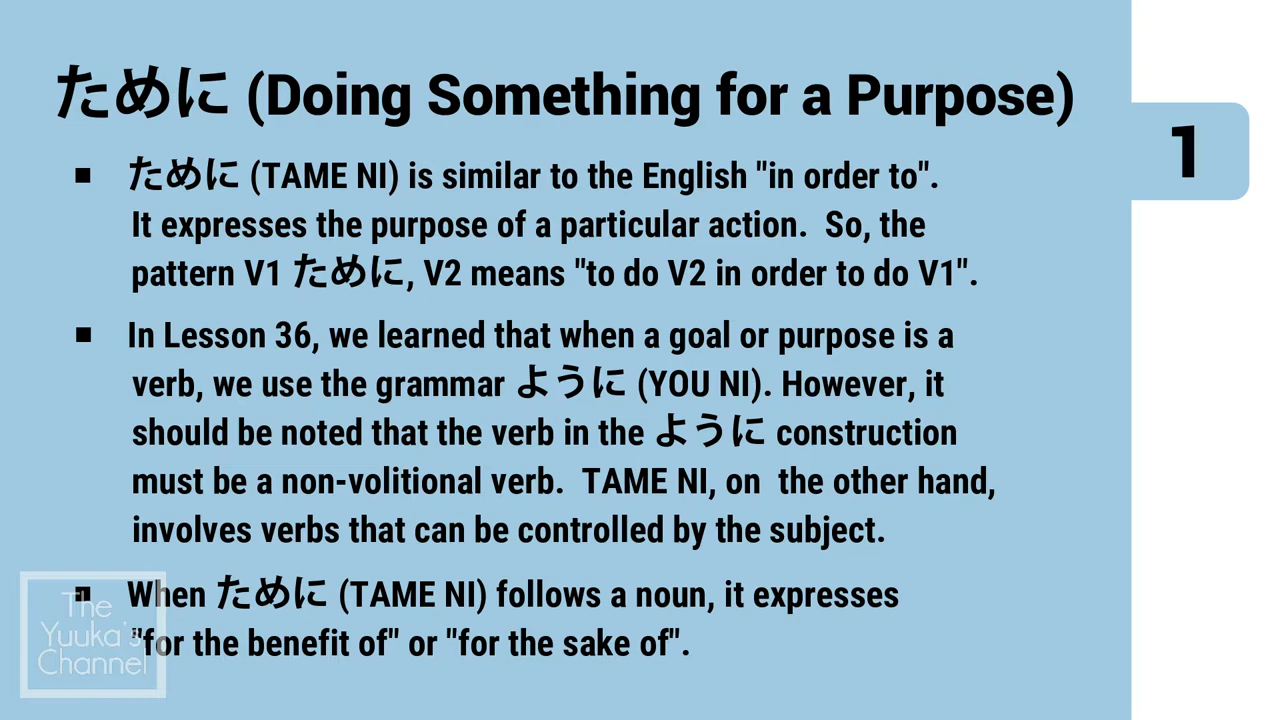 ために (Doing Something for a Purpose)
1
■ ために (TAME NI) is similar to the English "in order to".
It expresses the purpose of a particular action. So, the
pattern V1 ために, V2 means "to do V2 in order to do V1".
■ In Lesson 36, we learned that when a goal or purpose is a
verb, we use the grammar ように (YOU NI). However, it
should be noted that the verb in the ように construction
must be a non-volitional verb. TAME NI, on the other hand,
involves verbs that can be controlled by the subject.
■ When ために (TAME NI) follows a noun, it expresses
"for the benefit of" or "for the sake of".
The
Yuuka's
Channel